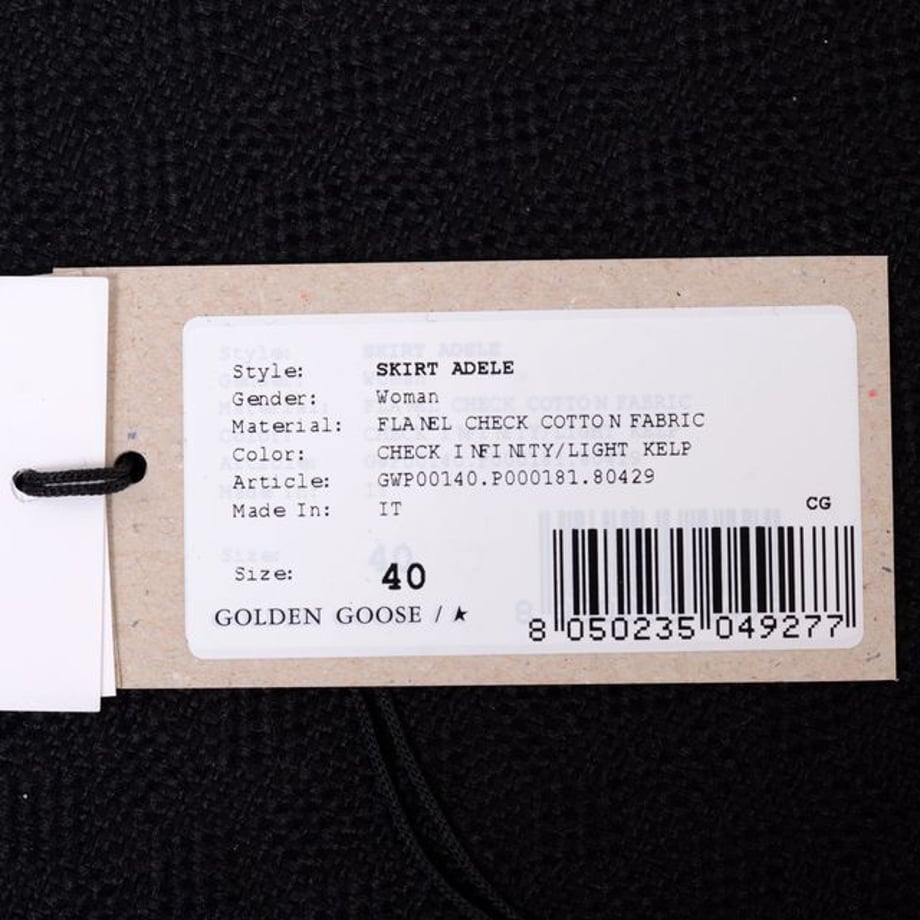 Style: SKIRT ADELE
Gender: Woman
Material: FLANEL CHECK COTTON FABRIC
Color: CHECK INFINITY/LIGHT KELP
Article: GWP00140.P000181.80429
Made In: IT
CG
Size: 40
GOLDEN GOOSE / ★
8 050235 049277